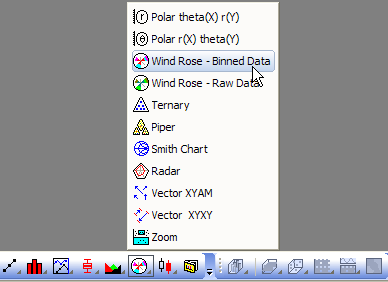 Polar theta(X) r(Y)
Polar r(X) theta(Y)
Wind Rose - Binned Data
Wind Rose - Raw Data
Ternary
Piper
Smith Chart
Radar
Vector XYAM
Vector XYXY
Zoom